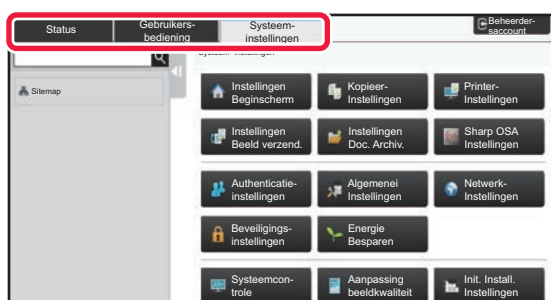 Status
Gebruikers-
bediening
Systeem-
instellingen
Beheerder-
saccount
Sitemap
Instellingen
Beginscherm
Kopieer-
Instellingen
Printer-
Instellingen
Instellingen
Beeld verzend.
Instellingen
Doc. Archiv.
Sharp OSA
Instellingen
Authenticatie-
instellingen
Algemenei
Instellingen
Netwerk-
Instellingen
Beveiligings-
instellingen
Energie
Besparen
Systeemcon-
trole
Aanpassing
beeldkwaliteit
Init. Install.
Instellingen